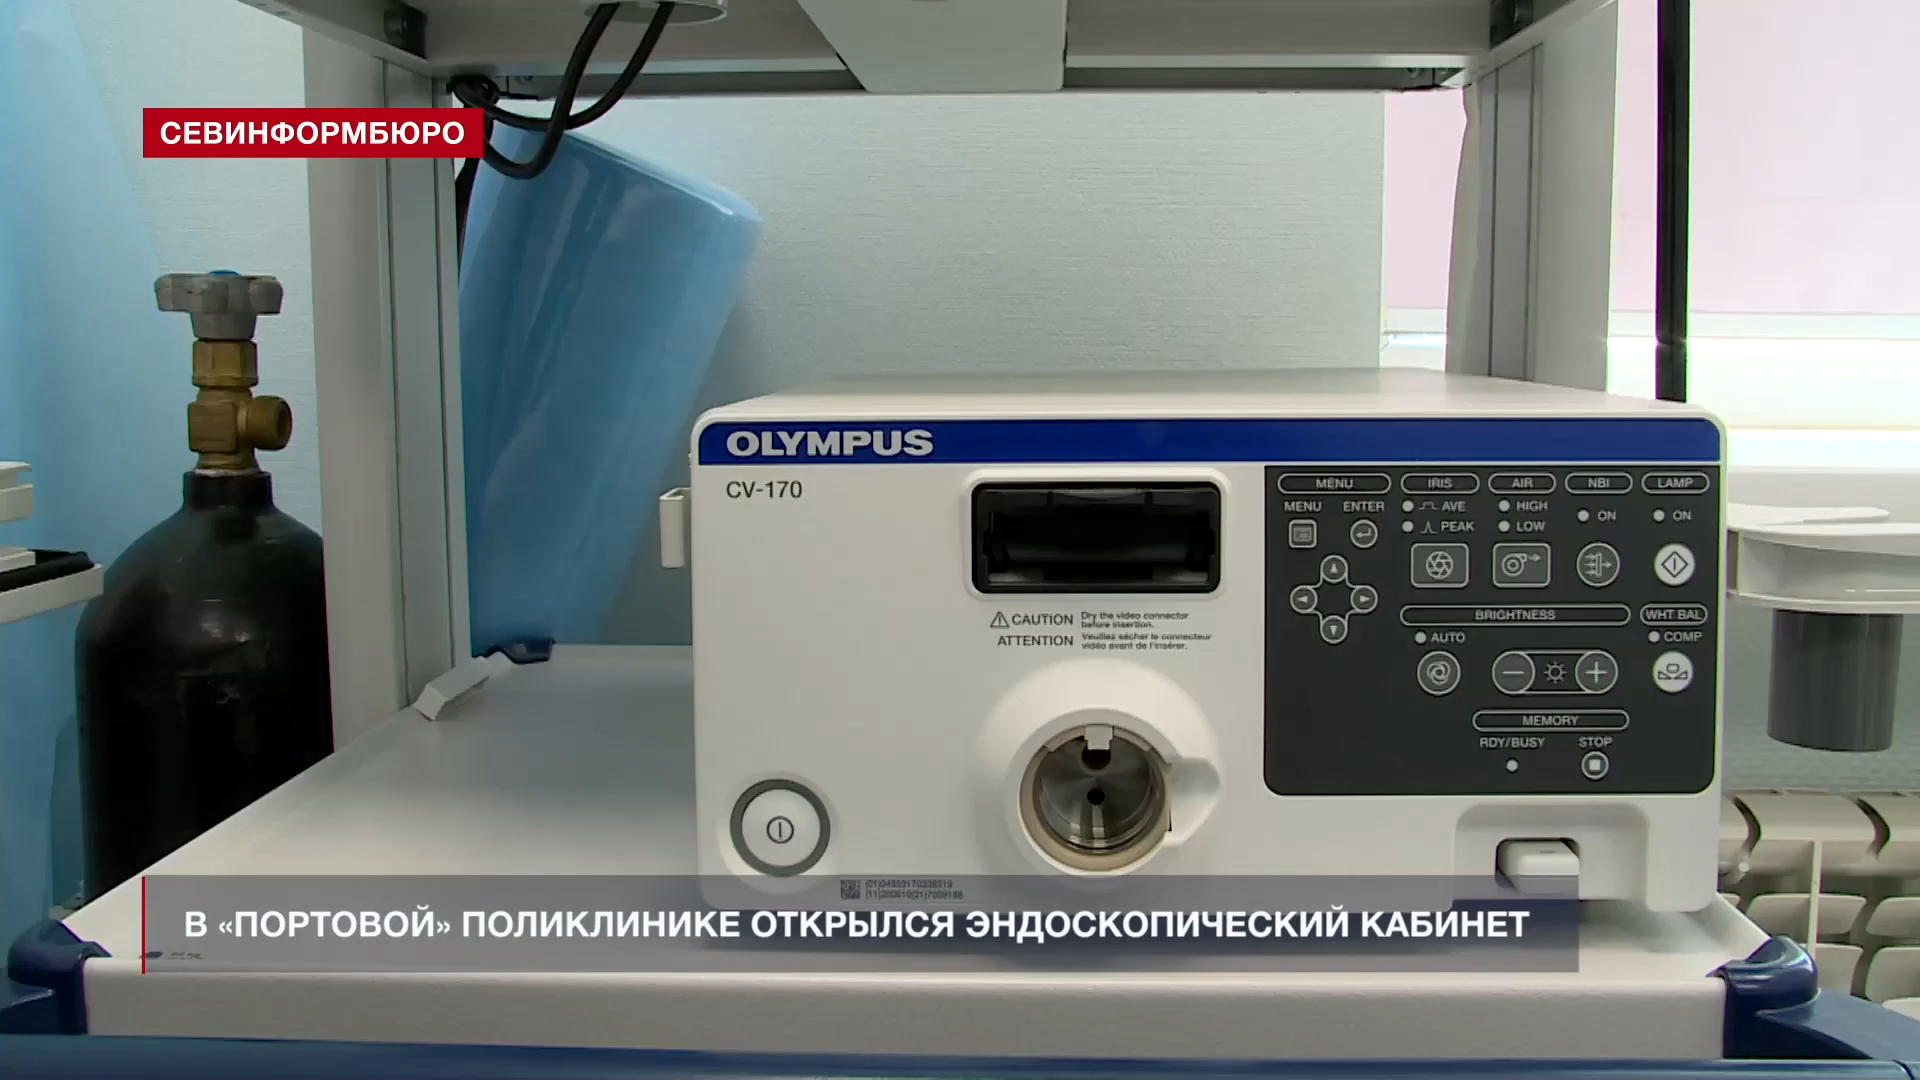 СЕВИНФОРМБЮРО
OLYMPUS
CV-170
MENU IRIS AIR NBI LAMP
MENU ENTER AVE HIGH ON ON
PEAK LOW
CAUTION Dry the video connector
before insertion.
ATTENTION Veuillez sécher le connecteur
vidéo avant de l'insérer.
BRIGHTNESS WHT BAL
AUTO COMP
MEMORY
RDY/BUSY STOP
В «ПОРТОВОЙ» ПОЛИКЛИНИКЕ ОТКРЫЛСЯ ЭНДОСКОПИЧЕСКИЙ КАБИНЕТ